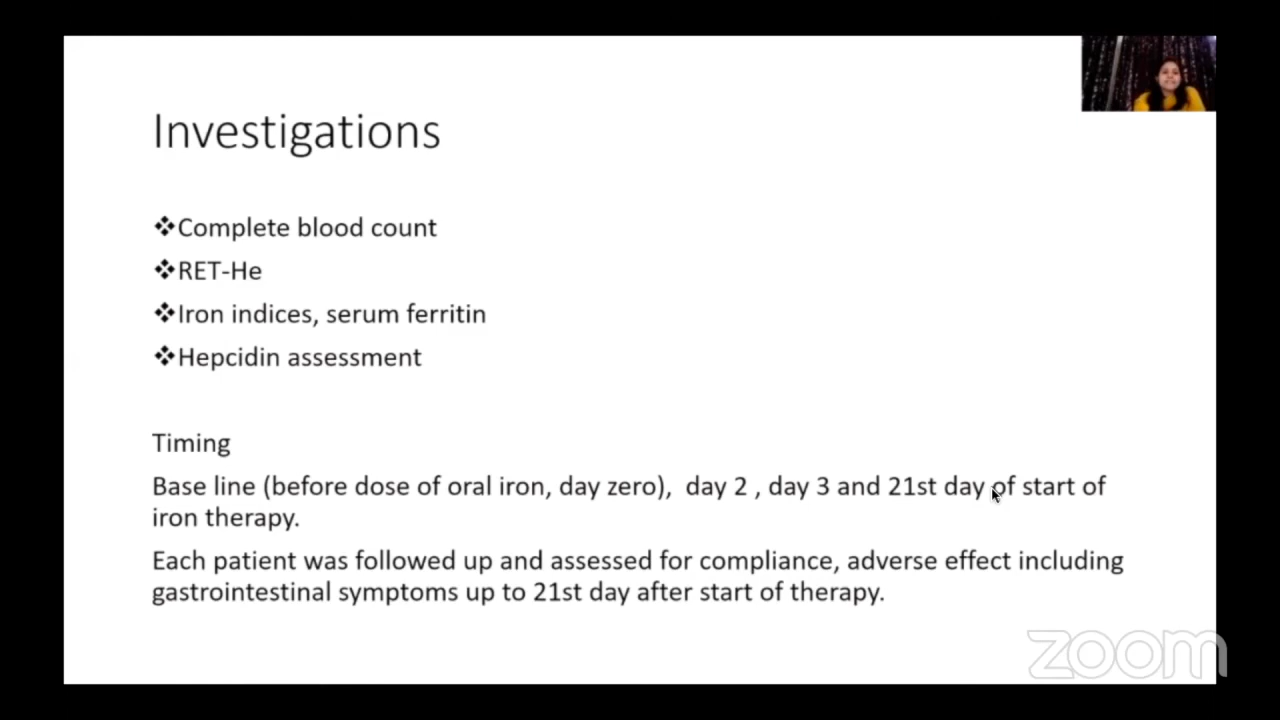 Investigations
❖Complete blood count
❖RET-He
❖Iron indices, serum ferritin
❖Hepcidin assessment
Timing
Base line (before dose of oral iron, day zero),  day 2 , day 3 and 21st day of start of
iron therapy.
Each patient was followed up and assessed for compliance, adverse effect including
gastrointestinal symptoms up to 21st day after start of therapy.
zoom